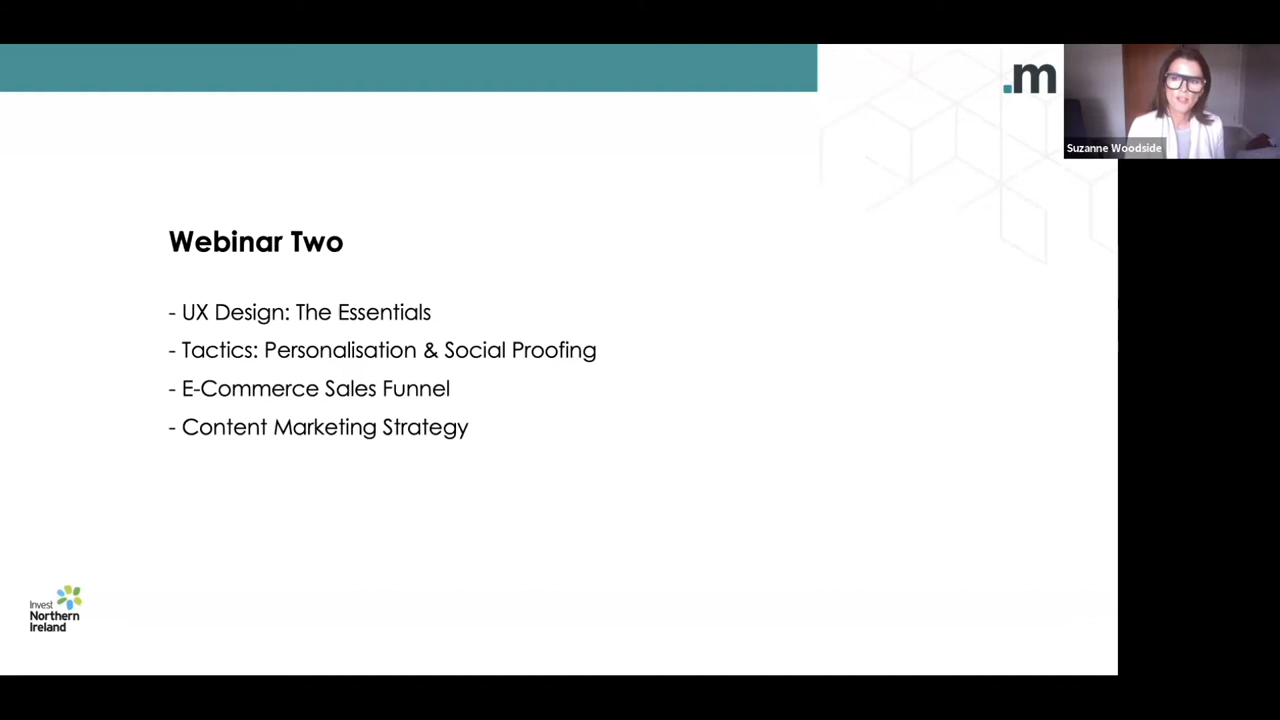 .m
Suzanne Woodside
Webinar Two
- UX Design: The Essentials
- Tactics: Personalisation & Social Proofing
- E-Commerce Sales Funnel
- Content Marketing Strategy
Invest
Northern
Ireland